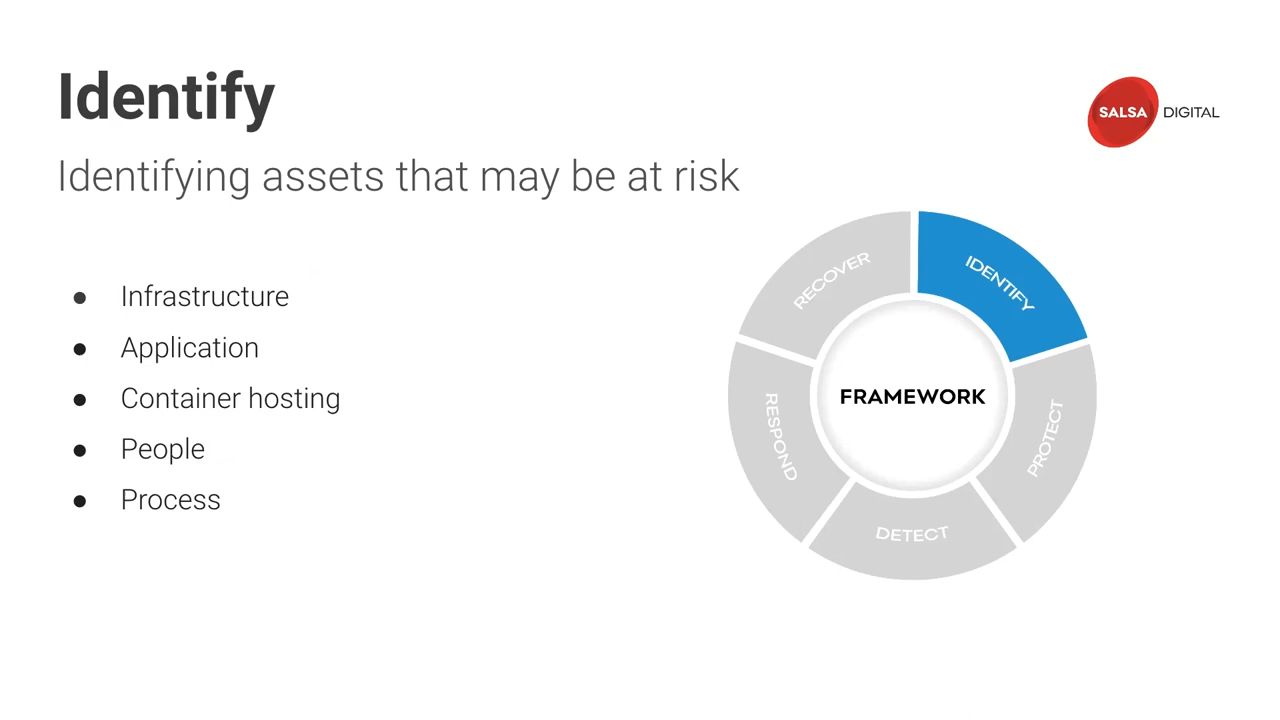 Identify
SALSA DIGITAL
Identifying assets that may be at risk
● Infrastructure
● Application
● Container hosting
● People
● Process
IDENTIFY
PROTECT
DETECT
RESPOND
RECOVER
FRAMEWORK